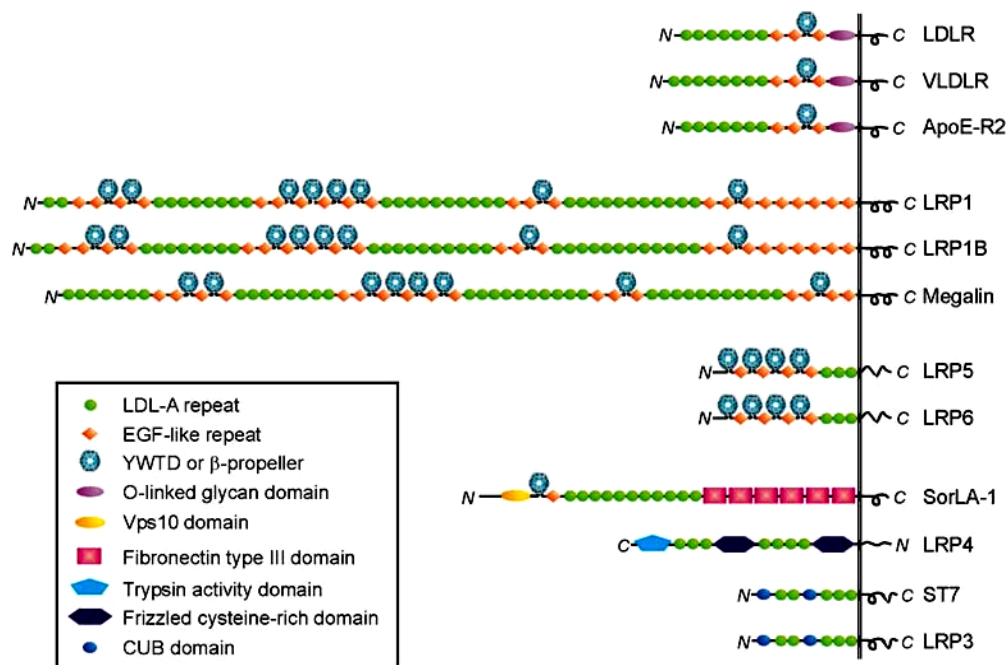 N C LDLR
N C VLDLR
N C ApoE-R2
N C LRP1
N C LRP1B
N C Megalin
N C LRP5
N C LRP6
N C SorLA-1
C N LRP4
N C ST7
N C LRP3
LDL-A repeat
EGF-like repeat
YWTD or β-propeller
O-linked glycan domain
Vps10 domain
Fibronectin type III domain
Trypsin activity domain
Frizzled cysteine-rich domain
CUB domain